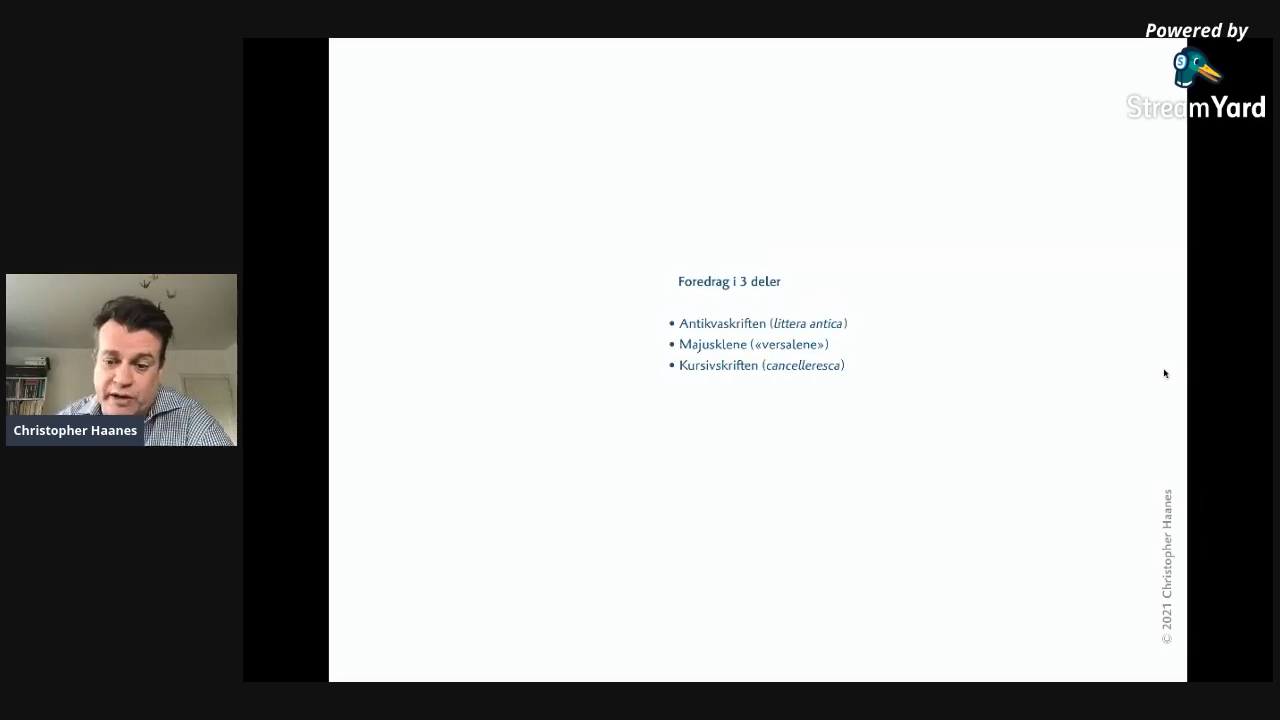 Powered by
StreamYard
Foredrag i 3 deler
• Antikvaskriften (littera antica)
• Majusklene («versalene»)
• Kursivskriften (cancelleresca)
Christopher Haanes
© 2021 Christopher Haanes